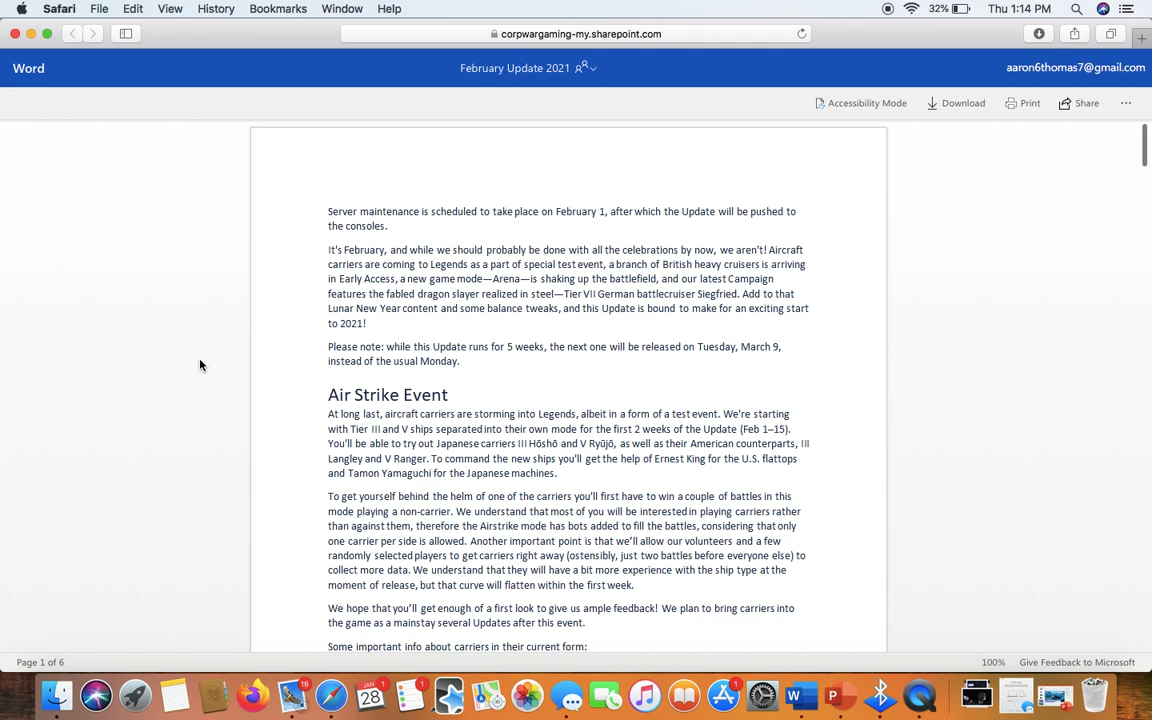 Safari File Edit View History Bookmarks Window Help 32% Thu 1:14 PM
corpwargaming-my.sharepoint.com
Word February Update 2021 aaron6thomas7@gmail.com
Accessibility Mode Download Print Share
Server maintenance is scheduled to take place on February 1, after which the Update will be pushed to
the consoles.
It's February, and while we should probably be done with all the celebrations by now, we aren't! Aircraft
carriers are coming to Legends as a part of special test event, a branch of British heavy cruisers is arriving
in Early Access, a new game mode—Arena—is shaking up the battlefield, and our latest Campaign
features the fabled dragon slayer realized in steel—Tier VII German battlecruiser Siegfried. Add to that
Lunar New Year content and some balance tweaks, and this Update is bound to make for an exciting start
to 2021!
Please note: while this Update runs for 5 weeks, the next one will be released on Tuesday, March 9,
instead of the usual Monday.
Air Strike Event
At long last, aircraft carriers are storming into Legends, albeit in a form of a test event. We're starting
with Tier III and V ships separated into their own mode for the first 2 weeks of the Update (Feb 1–15).
You'll be able to try out Japanese carriers III Hōshō and V Ryūjō, as well as their American counterparts, III
Langley and V Ranger. To command the new ships you'll get the help of Ernest King for the U.S. flattops
and Tamon Yamaguchi for the Japanese machines.
To get yourself behind the helm of one of the carriers you'll first have to win a couple of battles in this
mode playing a non-carrier. We understand that most of you will be interested in playing carriers rather
than against them, therefore the Airstrike mode has bots added to fill the battles, considering that only
one carrier per side is allowed. Another important point is that we'll allow our volunteers and a few
randomly selected players to get carriers right away (ostensibly, just two battles before everyone else) to
collect more data. We understand that they will have a bit more experience with the ship type at the
moment of release, but that curve will flatten within the first week.
We hope that you'll get enough of a first look to give us ample feedback! We plan to bring carriers into
the game as a mainstay several Updates after this event.
Some important info about carriers in their current form:
Page 1 of 6 100% Give Feedback to Microsoft
16 JAN 28 1 1 1